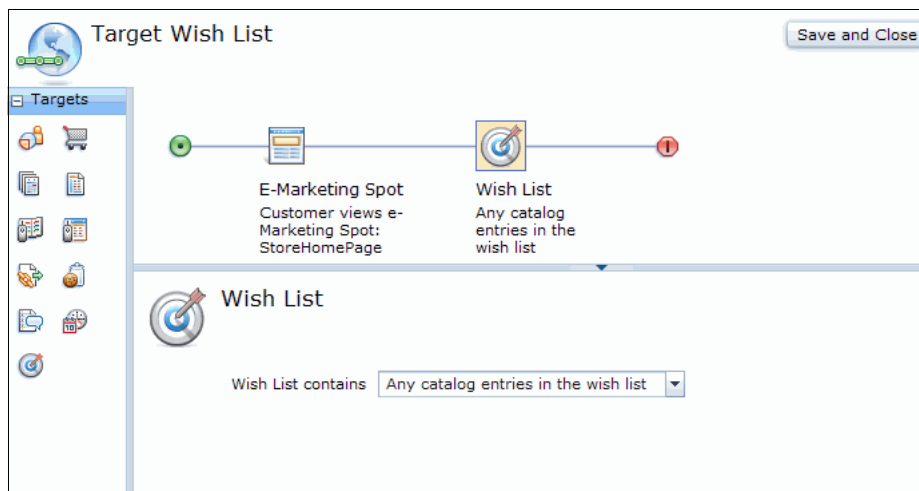 Target Wish List
Save and Close
Targets
E-Marketing Spot
Customer views e-
Marketing Spot:
StoreHomePage
Wish List
Any catalog
entries in the
wish list
Wish List
Wish List contains
Any catalog entries in the wish list